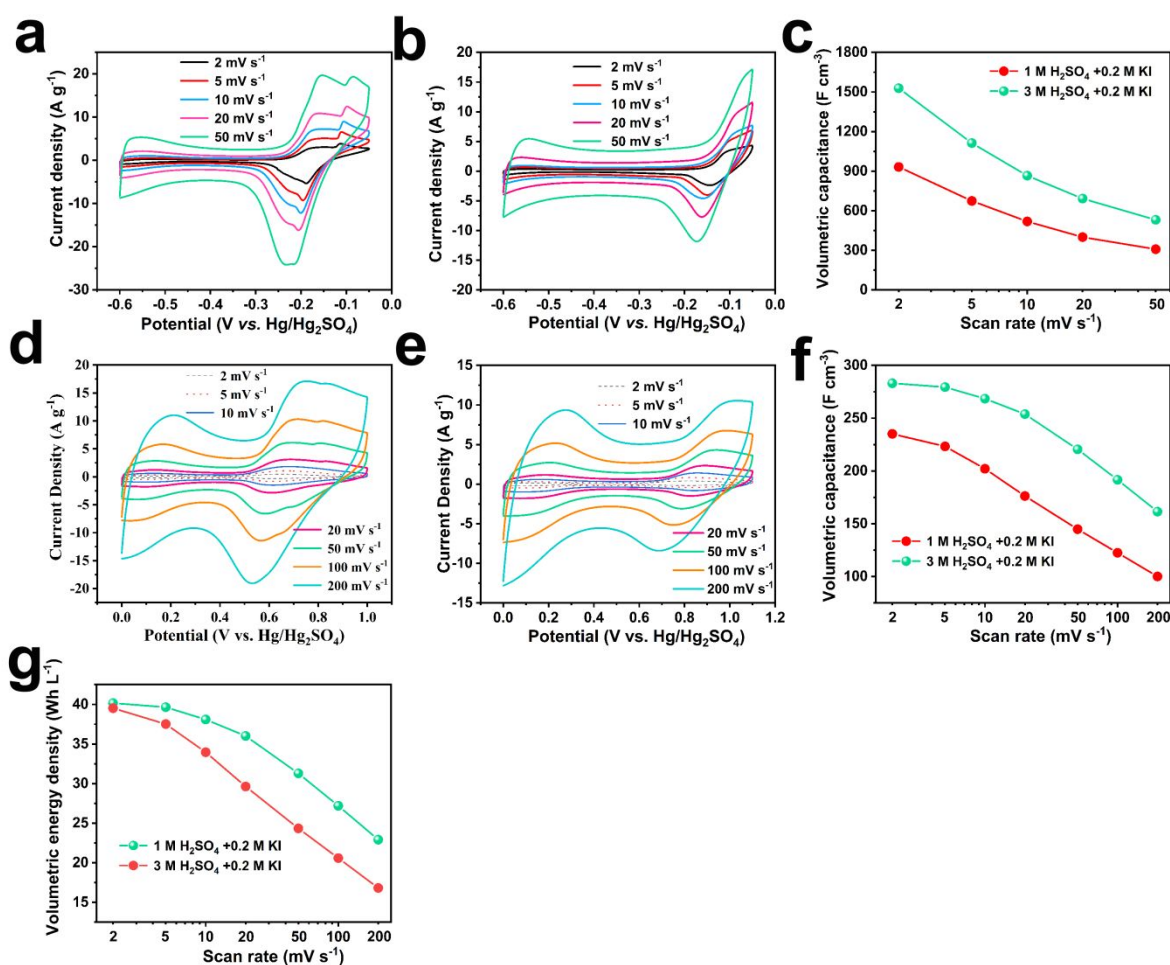 a
2 mV s⁻¹
5 mV s⁻¹
10 mV s⁻¹
20 mV s⁻¹
50 mV s⁻¹
25
20
15
10
5
0
-5
-10
-15
-20
-25
-30
Current density (A g⁻¹)
-0.6 -0.5 -0.4 -0.3 -0.2 -0.1 0.0
Potential (V vs. Hg/Hg₂SO₄)
b
2 mV s⁻¹
5 mV s⁻¹
10 mV s⁻¹
20 mV s⁻¹
50 mV s⁻¹
20
15
10
5
0
-5
-10
-15
-20
Current density (A g⁻¹)
-0.6 -0.5 -0.4 -0.3 -0.2 -0.1 0.0
Potential (V vs. Hg/Hg₂SO₄)
c
1 M H₂SO₄ +0.2 M KI
3 M H₂SO₄ +0.2 M KI
1800
1500
1200
900
600
300
0
Volumetric capacitance (F cm⁻³)
2 5 10 20 50
Scan rate (mV s⁻¹)
d
2 mV s⁻¹
5 mV s⁻¹
10 mV s⁻¹
20
15
10
5
0
-5
-10
-15
-20
Current Density (A g⁻¹)
20 mV s⁻¹
50 mV s⁻¹
100 mV s⁻¹
200 mV s⁻¹
0.0 0.2 0.4 0.6 0.8 1.0
Potential (V vs. Hg/Hg₂SO₄)
e
2 mV s⁻¹
5 mV s⁻¹
10 mV s⁻¹
15
10
5
0
-5
-10
-15
Current Density (A g⁻¹)
20 mV s⁻¹
50 mV s⁻¹
100 mV s⁻¹
200 mV s⁻¹
0.0 0.2 0.4 0.6 0.8 1.0 1.2
Potential (V vs. Hg/Hg₂SO₄)
f
300
250
200
150
100
Volumetric capacitance (F cm⁻³)
1 M H₂SO₄ +0.2 M KI
3 M H₂SO₄ +0.2 M KI
2 5 10 20 50 100 200
Scan rate (mV s⁻¹)
g
40
35
30
25
20
15
Volumetric energy density (Wh L⁻¹)
1 M H₂SO₄ +0.2 M KI
3 M H₂SO₄ +0.2 M KI
2 5 10 20 50 100 200
Scan rate (mV s⁻¹)